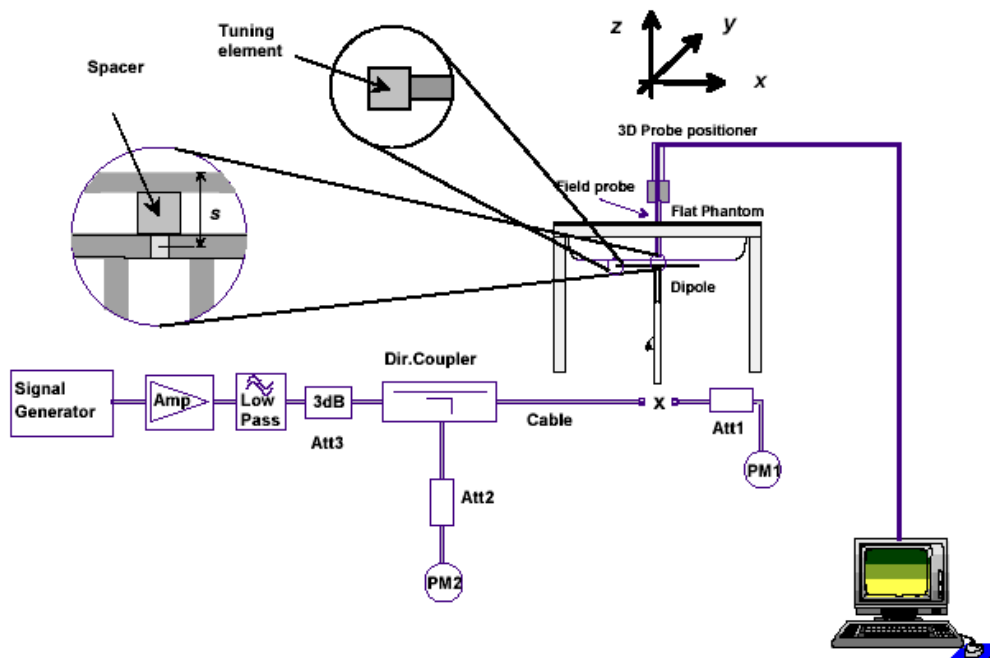 Tuning
element
Spacer
z
y
x
3D Probe positioner
Field probe
s
Flat Phantom
Dipole
Dir.Coupler
Signal
Generator
Amp
Low
Pass
3dB
Att3
Cable
x
Att1
PM1
Att2
PM2